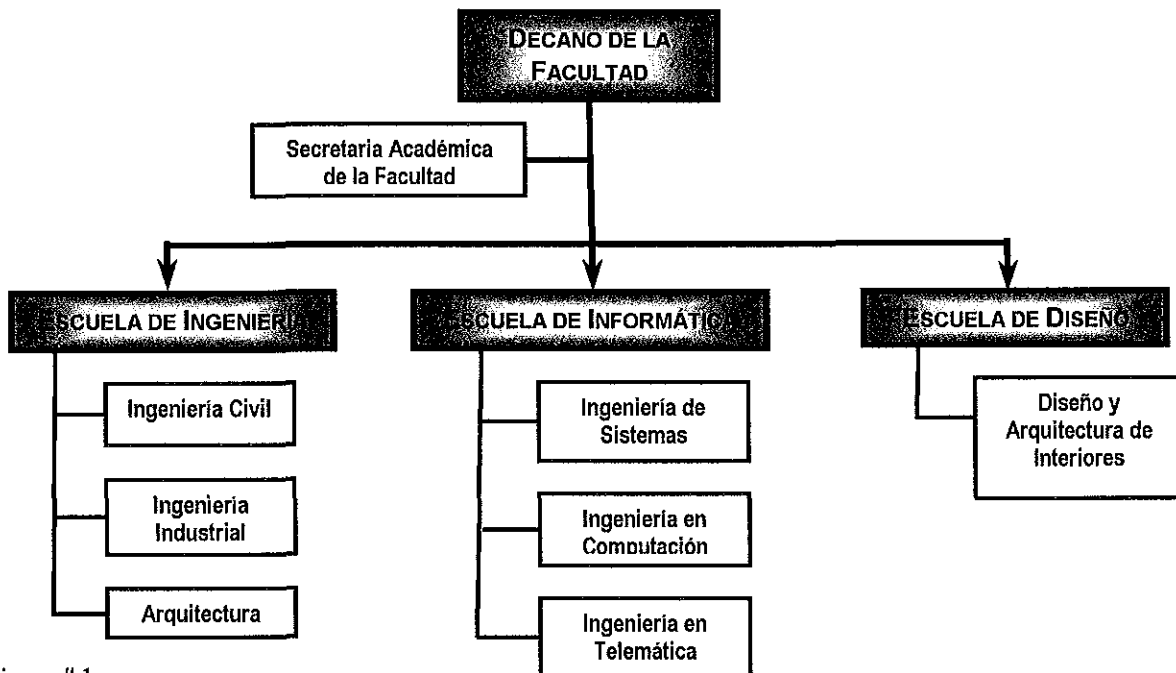 DECANO DE LA
FACULTAD
Secretaria Académica
de la Facultad
ESCUELA DE INGENIERÍA
ESCUELA DE INFORMÁTICA
ESCUELA DE DISEÑO
Ingeniería Civil
Ingeniería
Industrial
Arquitectura
Ingeniería de
Sistemas
Ingeniería en
Computación
Ingeniería en
Telemática
Diseño y
Arquitectura de
Interiores